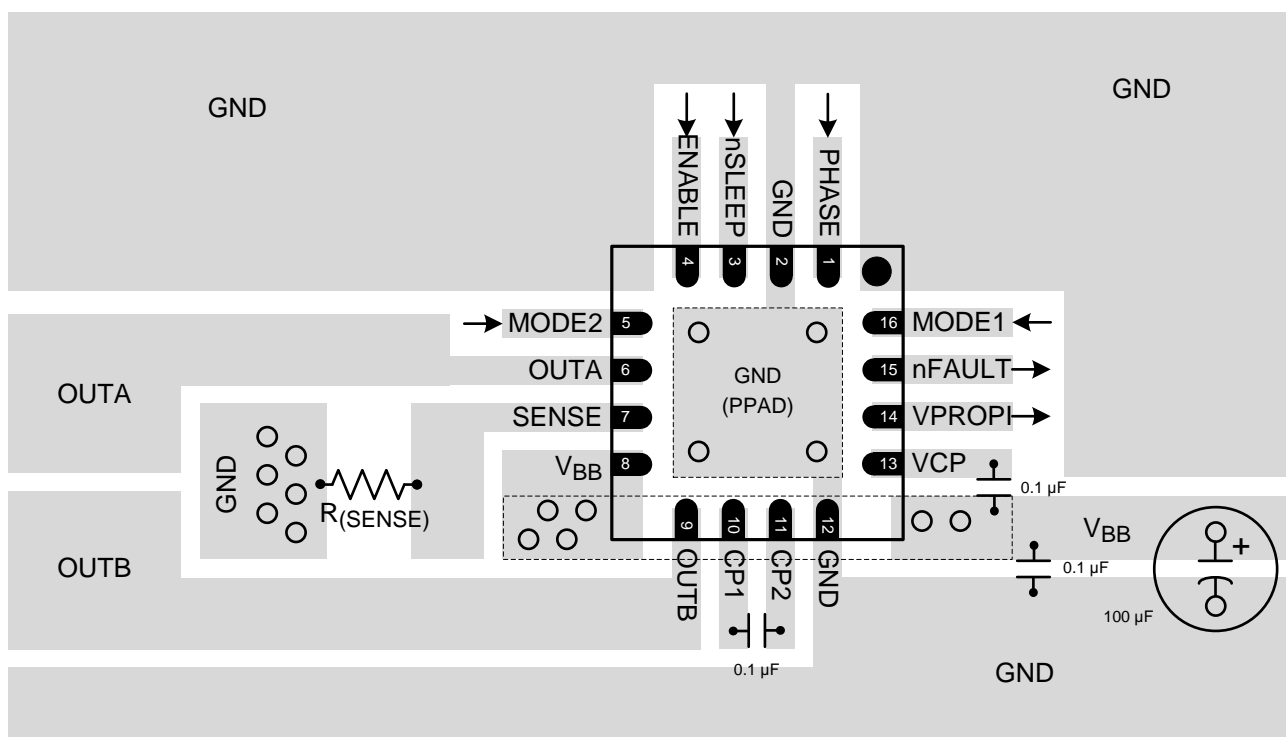 GND
GND
ENABLE
nSLEEP
GND
PHASE
4
3
2
1
MODE2
5
16
MODE1
OUTA
6
15
nFAULT
OUTA
GND
(PPAD)
SENSE
7
14
VPROPI
VBB
8
13
VCP
GND
R(SENSE)
0.1 µF
9
10
11
12
VBB
+
OUTB
OUTB
CP1
CP2
GND
0.1 µF
100 µF
0.1 µF
GND